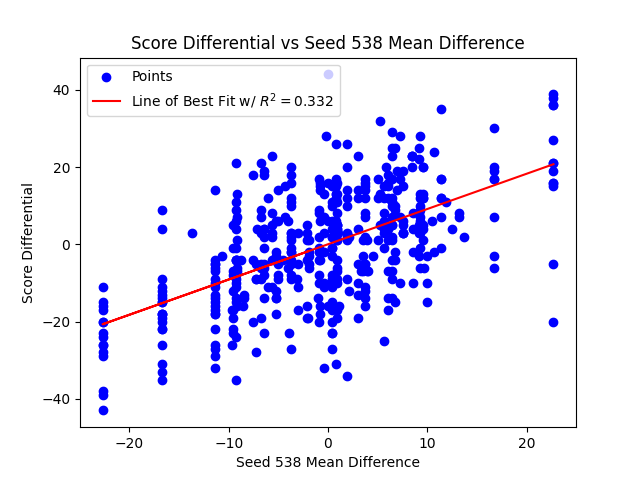 Score Differential vs Seed 538 Mean Difference
Points
Line of Best Fit w/ R² = 0.332
40
20
0
−20
−40
Score Differential
−20
−10
0
10
20
Seed 538 Mean Difference